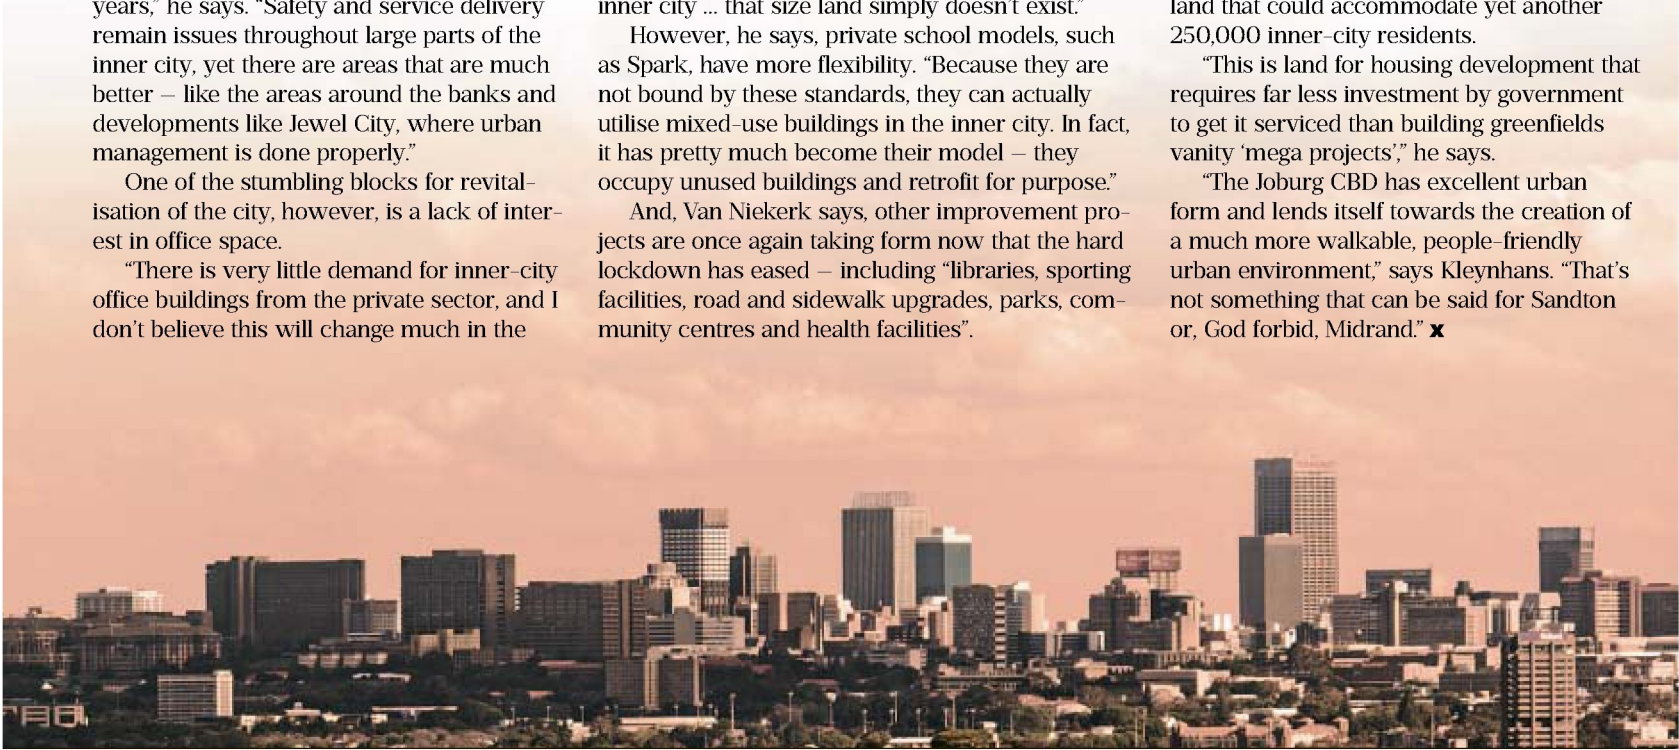 years,” he says. “Safety and service delivery
remain issues throughout large parts of the
inner city, yet there are areas that are much
better – like the areas around the banks and
developments like Jewel City, where urban
management is done properly.”
One of the stumbling blocks for revital-
isation of the city, however, is a lack of inter-
est in office space.
“There is very little demand for inner-city
office buildings from the private sector, and I
don’t believe this will change much in the
inner city ... that size land simply doesn’t exist.”
However, he says, private school models, such
as Spark, have more flexibility. “Because they are
not bound by these standards, they can actually
utilise mixed-use buildings in the inner city. In fact,
it has pretty much become their model – they
occupy unused buildings and retrofit for purpose.”
And, Van Niekerk says, other improvement pro-
jects are once again taking form now that the hard
lockdown has eased – including “libraries, sporting
facilities, road and sidewalk upgrades, parks, com-
munity centres and health facilities”.
land that could accommodate yet another
250,000 inner-city residents.
“This is land for housing development that
requires far less investment by government
to get it serviced than building greenfields
vanity ‘mega projects’,” he says.
“The Joburg CBD has excellent urban
form and lends itself towards the creation of
a much more walkable, people-friendly
urban environment,” says Kleynhans. “That’s
not something that can be said for Sandton
or, God forbid, Midrand.” x